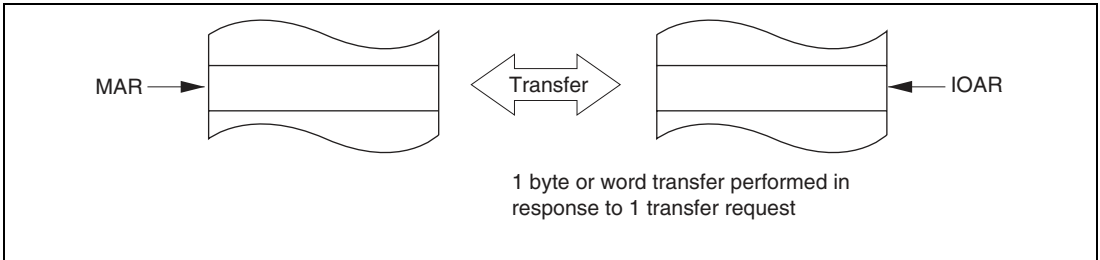 MAR
Transfer
IOAR
1 byte or word transfer performed in
response to 1 transfer request